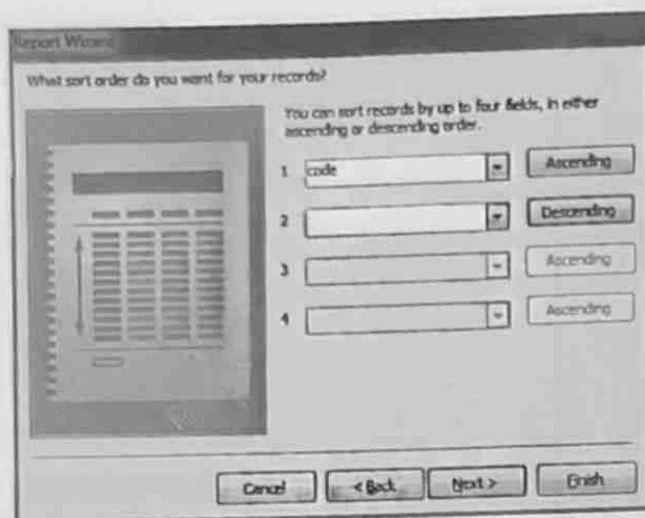 Report Wizard
What sort order do you want for your records?
You can sort records by up to four fields, in either
ascending or descending order.
1 code Ascending
2 Descending
3 Ascending
4 Ascending
Cancel < Back Next > Finish